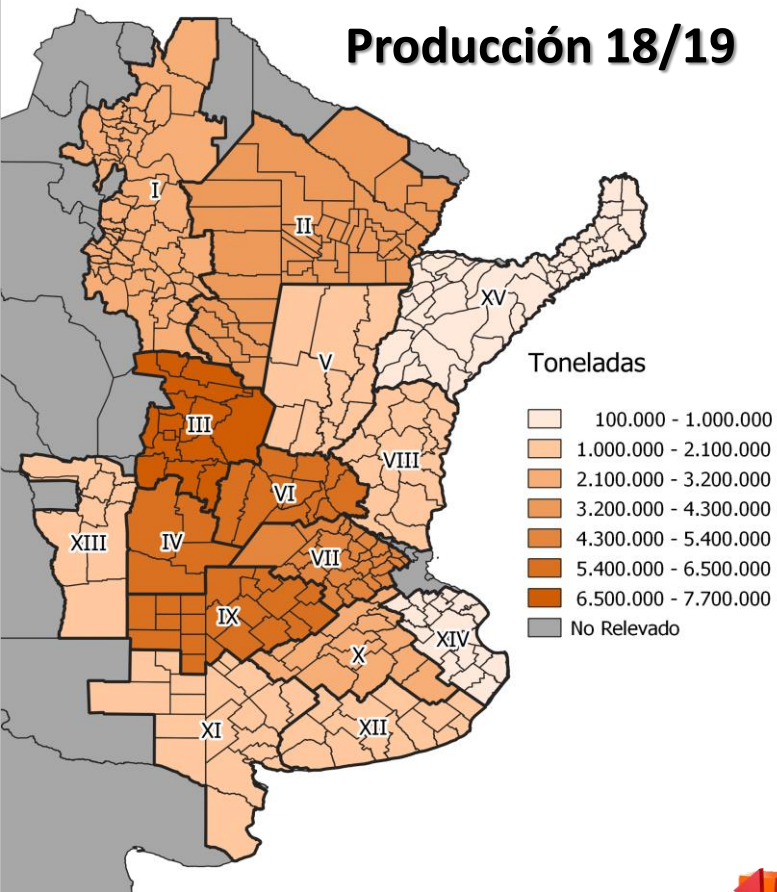 Producción 18/19
I
II
XV
V
Toneladas
III
VIII
100.000 - 1.000.000
1.000.000 - 2.100.000
2.100.000 - 3.200.000
3.200.000 - 4.300.000
4.300.000 - 5.400.000
5.400.000 - 6.500.000
6.500.000 - 7.700.000
No Relevado
VI
XIII
IV
VII
IX
XIV
X
XI
XII